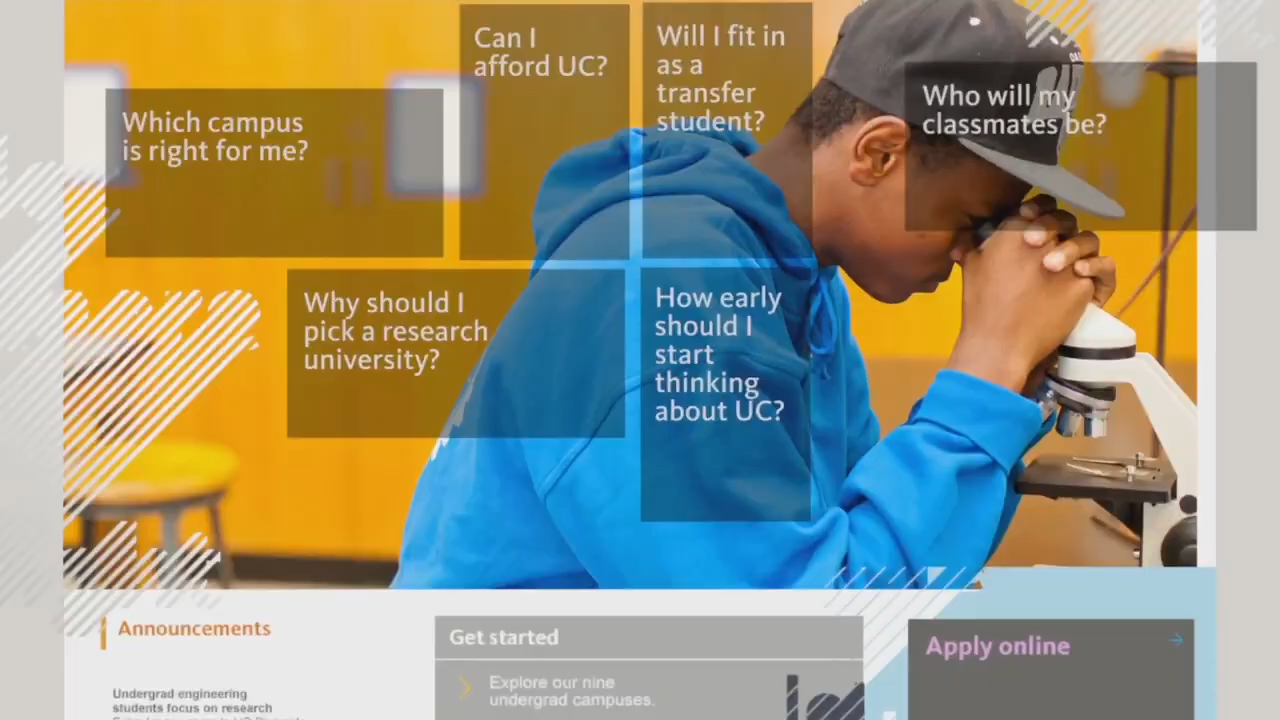 Can I
afford UC?
Will I fit in
as a
transfer
student?
Which campus
is right for me?
Who will my
classmates be?
Why should I
pick a research
university?
How early
should I
start
thinking
about UC?
Announcements
Undergrad engineering
students focus on research
Get started
Explore our nine
undergrad campuses.
Apply online